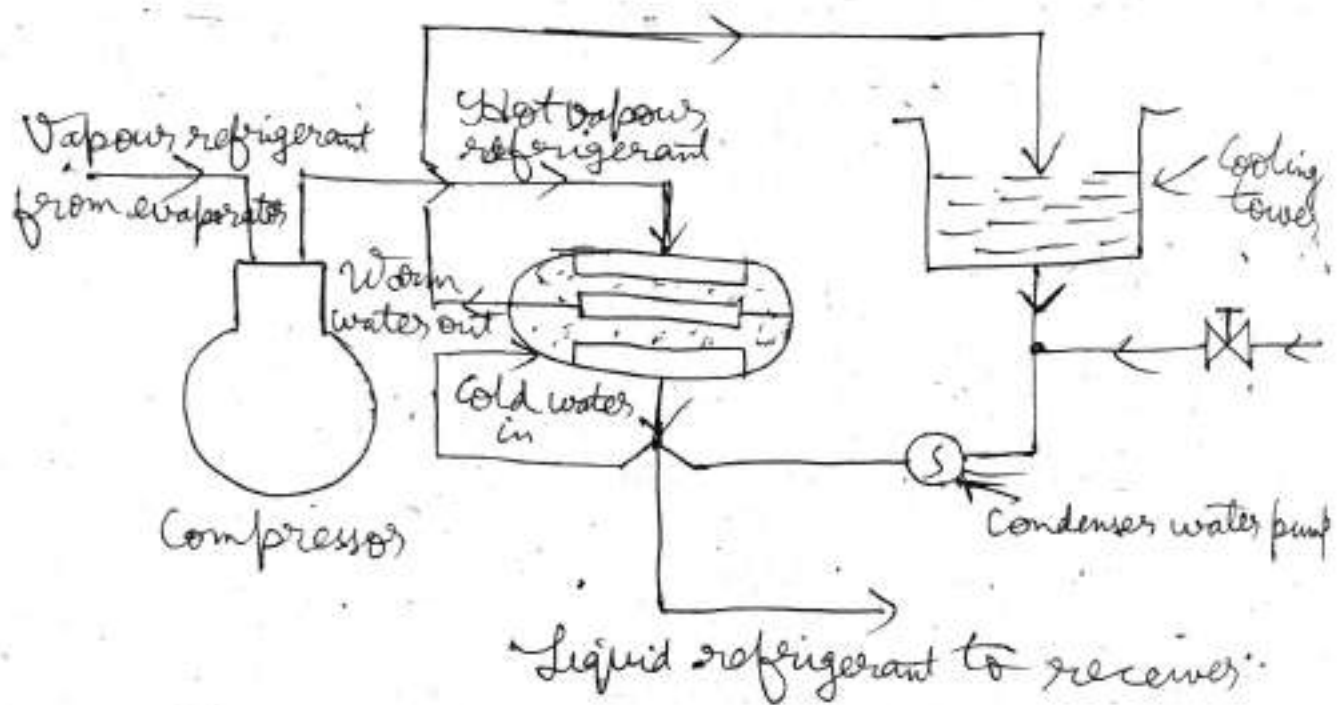 Vapour refrigerant
from evaporator
Hot vapour
refrigerant
Cooling
tower
Warm
water out
Cold water
in
S
Compressor
Condenser water pump
Liquid refrigerant to receiver.